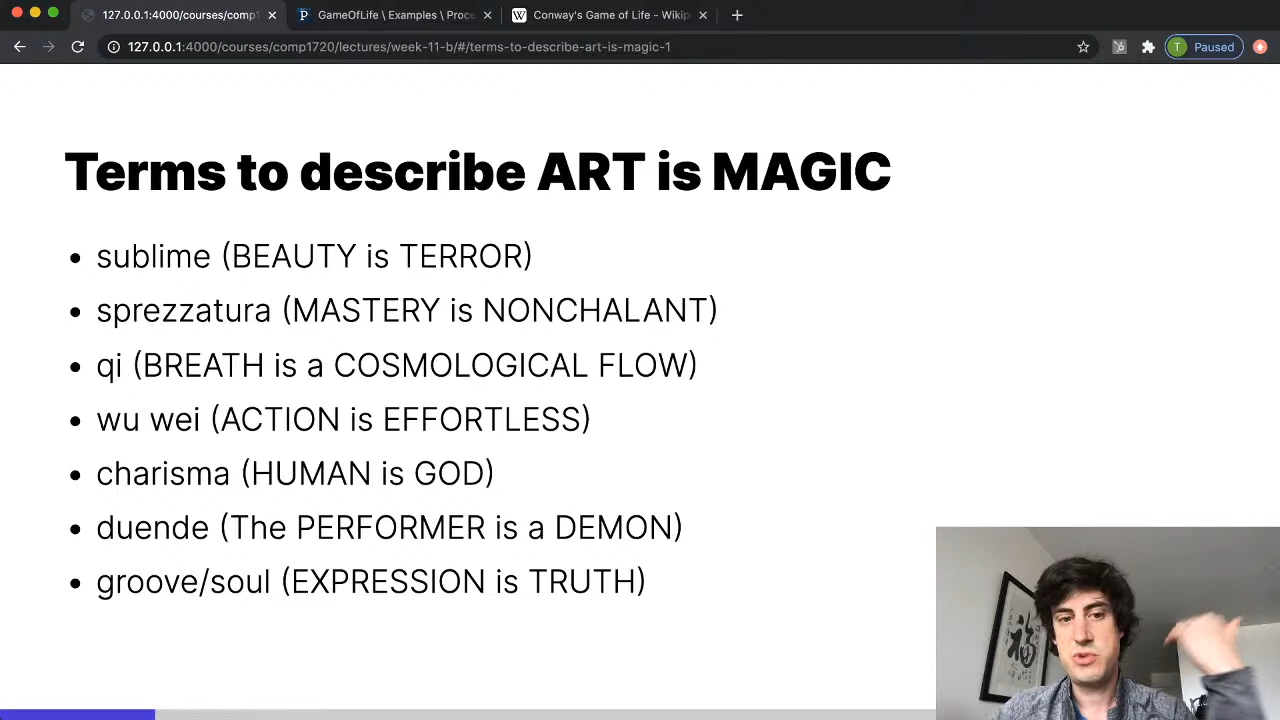 127.0.0.1:4000/courses/comp1
GameOfLife \ Examples \ Proce
Conway's Game of Life - Wikip
127.0.0.1:4000/courses/comp1720/lectures/week-11-b/#/terms-to-describe-art-is-magic-1
T Paused
Terms to describe ART is MAGIC
• sublime (BEAUTY is TERROR)
• sprezzatura (MASTERY is NONCHALANT)
• qi (BREATH is a COSMOLOGICAL FLOW)
• wu wei (ACTION is EFFORTLESS)
• charisma (HUMAN is GOD)
• duende (The PERFORMER is a DEMON)
• groove/soul (EXPRESSION is TRUTH)
福